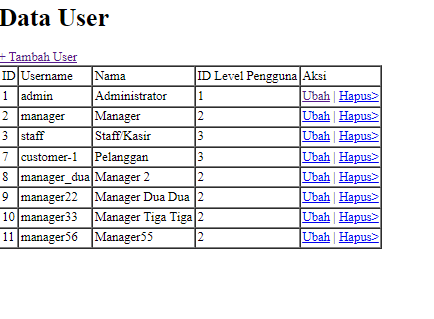 Data User
+ Tambah User
ID Username Nama ID Level Pengguna Aksi
1 admin Administrator 1 Ubah | Hapus>
2 manager Manager 2 Ubah | Hapus>
3 staff Staff/Kasir 3 Ubah | Hapus>
7 customer-1 Pelanggan 3 Ubah | Hapus>
8 manager_dua Manager 2 2 Ubah | Hapus>
9 manager22 Manager Dua Dua 2 Ubah | Hapus>
10 manager33 Manager Tiga Tiga 2 Ubah | Hapus>
11 manager56 Manager55 2 Ubah | Hapus>